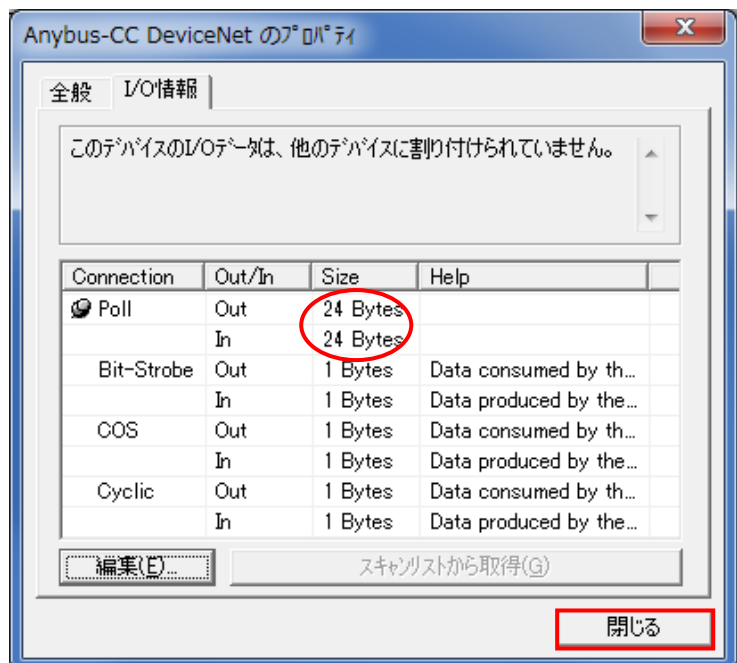 Anybus-CC DeviceNet のﾌﾟﾛﾊﾟﾃｨ
全般 I/O情報
このﾃﾞﾊﾞｲｽのI/Oﾃﾞｰﾀは、他のﾃﾞﾊﾞｲｽに割り付けられていません。
Connection Out/In Size Help
Poll Out 24 Bytes
In 24 Bytes
Bit-Strobe Out 1 Bytes Data consumed by th...
In 1 Bytes Data produced by the...
COS Out 1 Bytes Data consumed by th...
In 1 Bytes Data produced by the...
Cyclic Out 1 Bytes Data consumed by th...
In 1 Bytes Data produced by the...
編集(E)... ｽｷｬﾝﾘｽﾄから取得(G)
閉じる